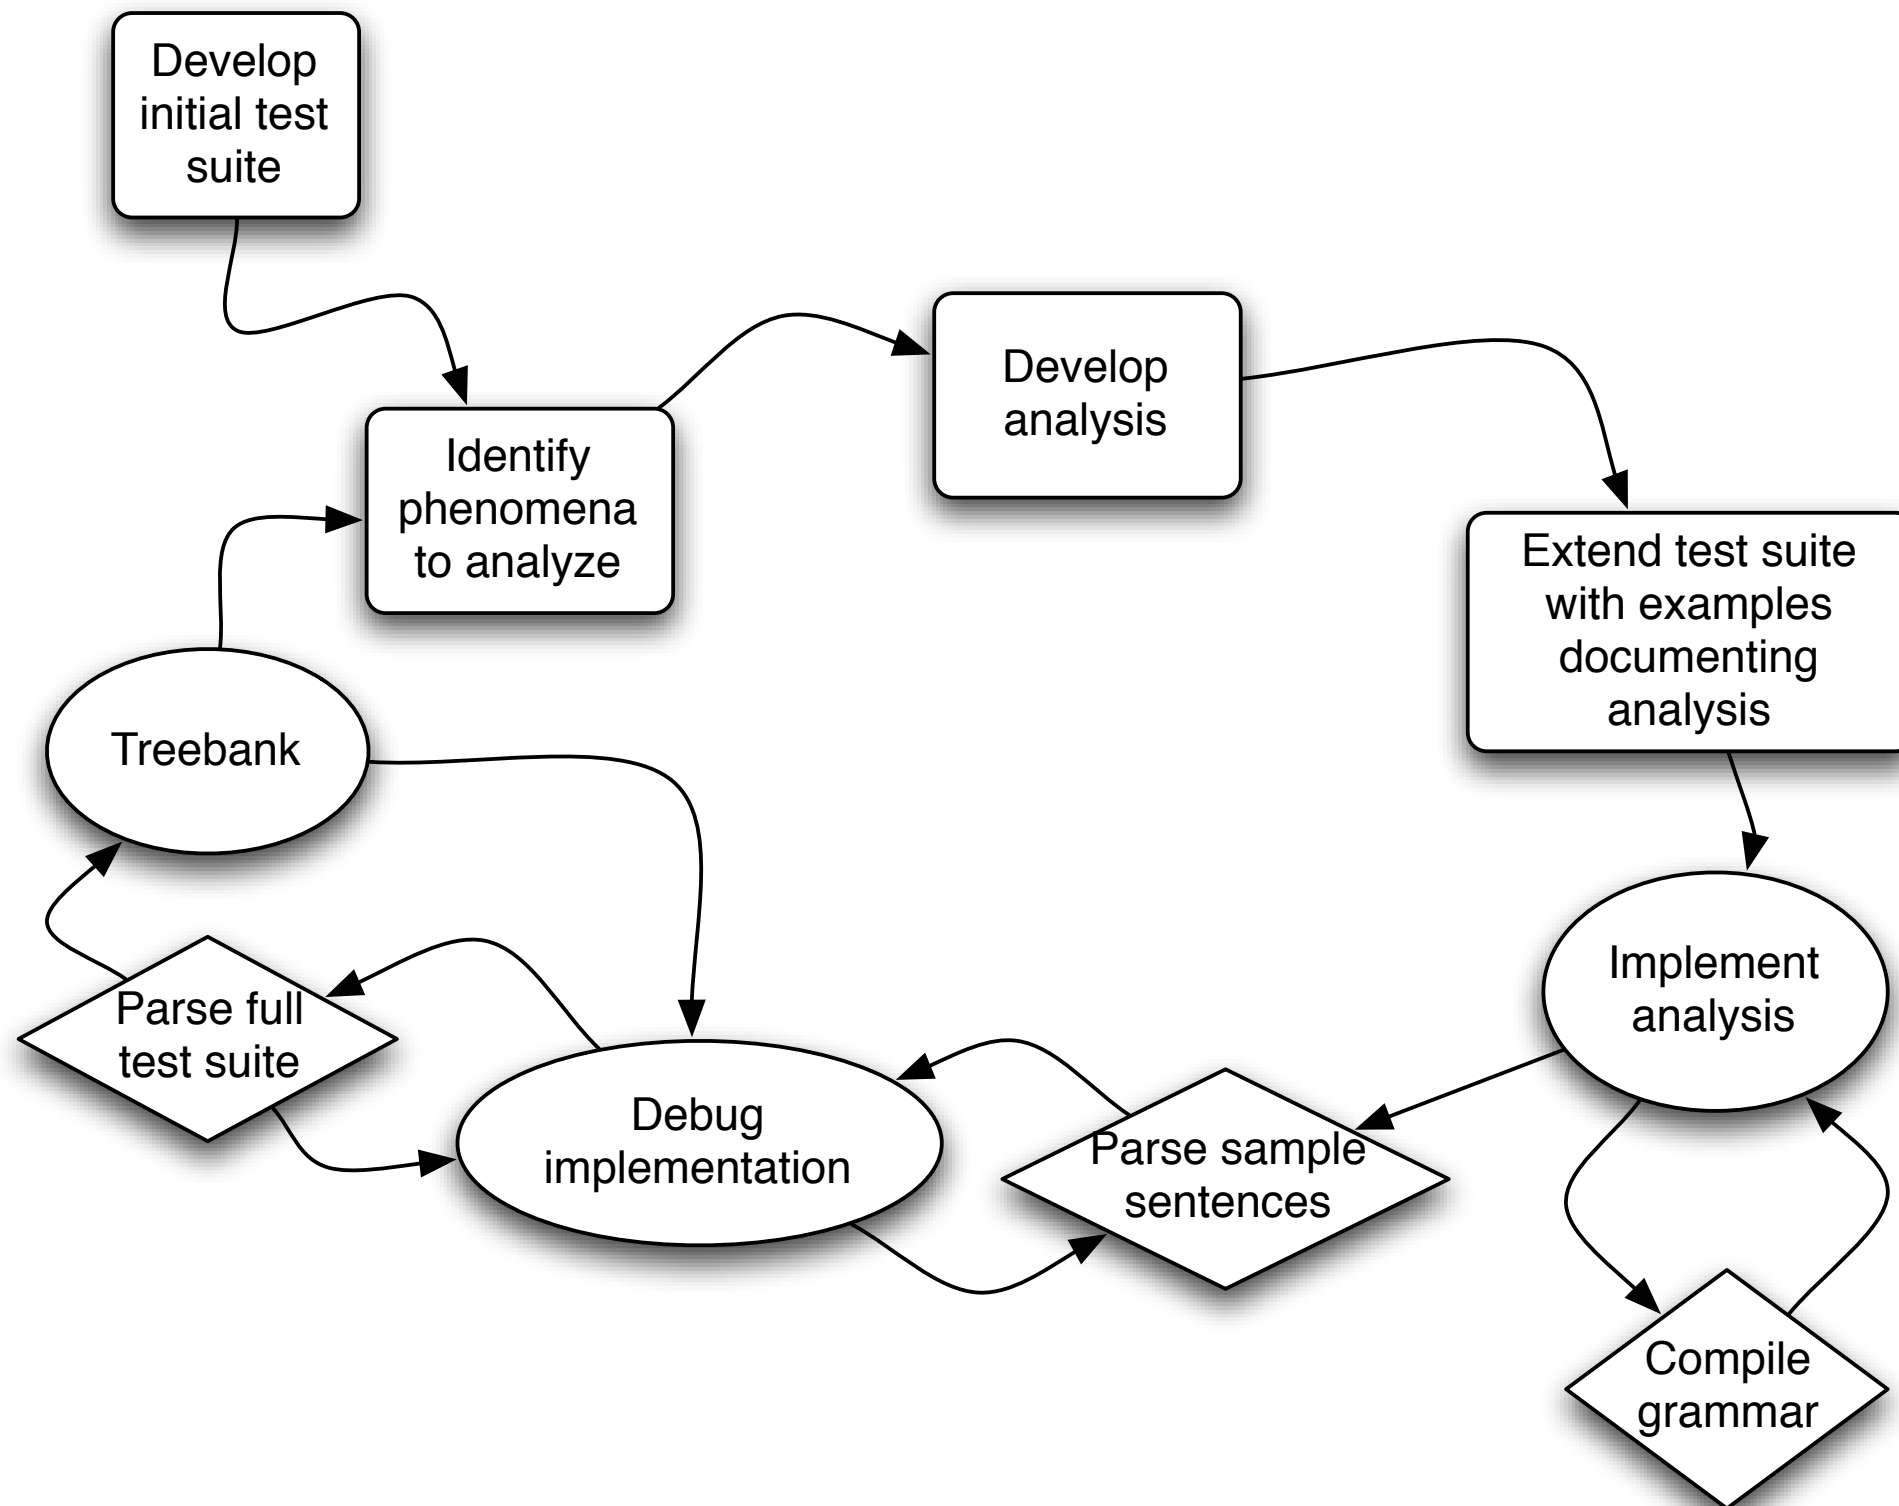 Develop
initial test
suite
Identify
phenomena
to analyze
Develop
analysis
Extend test suite
with examples
documenting
analysis
Treebank
Implement
analysis
Parse full
test suite
Debug
implementation
Parse sample
sentences
Compile
grammar